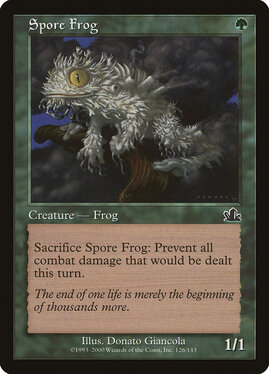 Spore Frog
DONATO
Creature — Frog
Sacrifice Spore Frog: Prevent all
combat damage that would be dealt
this turn.
The end of one life is merely the beginning
of thousands more.
Illus. Donato Giancola
©1993–2000 Wizards of the Coast, Inc. 126/143
1/1